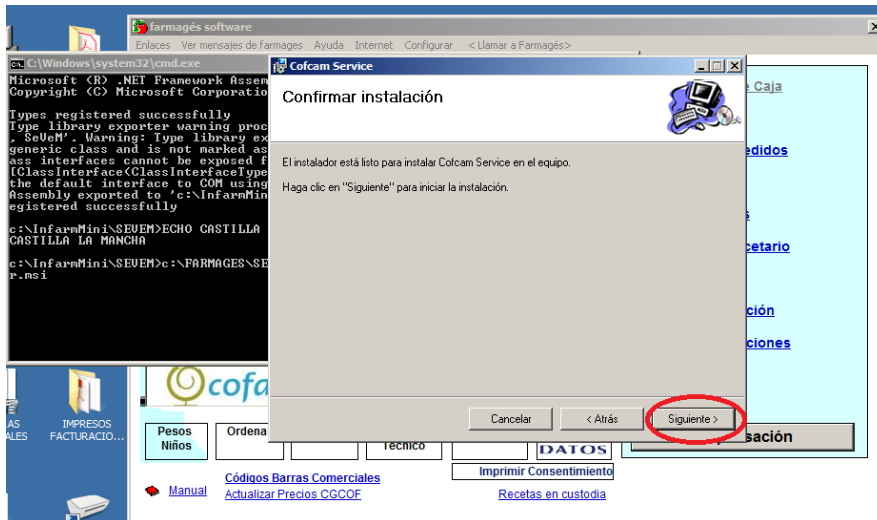 farmagés software
Enlaces Ver mensajes de farmages Ayuda Internet Configurar <Llamar a Farmagés>
C:\Windows\system32\cmd.exe
Microsoft (R) .NET Framework Assem
Copyright (C) Microsoft Corporatio
Types registered successfully
Type library exporter warning proc
, SeVeM'. Warning: Type library ex
generic class and is not marked as
ass interfaces cannot be exposed f
[ClassInterface(ClassInterfaceType
the default interface to COM using
Assembly exported to 'c:\InfarmMin
egistered successfully
c:\InfarmMini\SEVEM>ECHO CASTILLA
CASTILLA LA MANCHA
c:\InfarmMini\SEVEM>c:\FARMAGES\SE
r.msi
Cofcam Service
Confirmar instalación
El instalador está listo para instalar Cofcam Service en el equipo.
Haga clic en "Siguiente" para iniciar la instalación.
Cancelar
< Atrás
Siguiente >
Caja
edidos
s
cetario
ción
ciones
sación
cofa
AS
ALES
IMPRESOS
FACTURACIO...
Pesos
Niños
Ordena
Técnico
DATOS
Imprimir Consentimiento
Manual
Códigos Barras Comerciales
Actualizar Precios CGCOF
Recetas en custodia